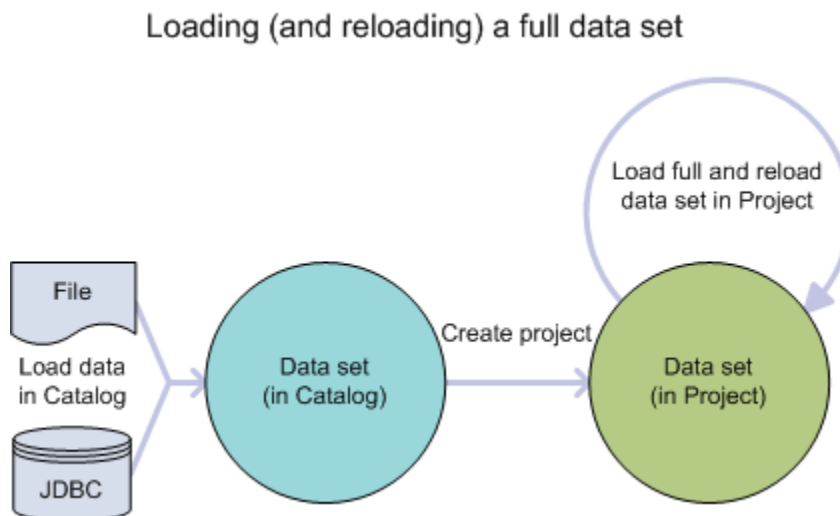 Loading (and reloading) a full data set
Load full and reload
data set in Project
File
Load data
in Catalog
JDBC
Data set
(in Catalog)
Create project
Data set
(in Project)